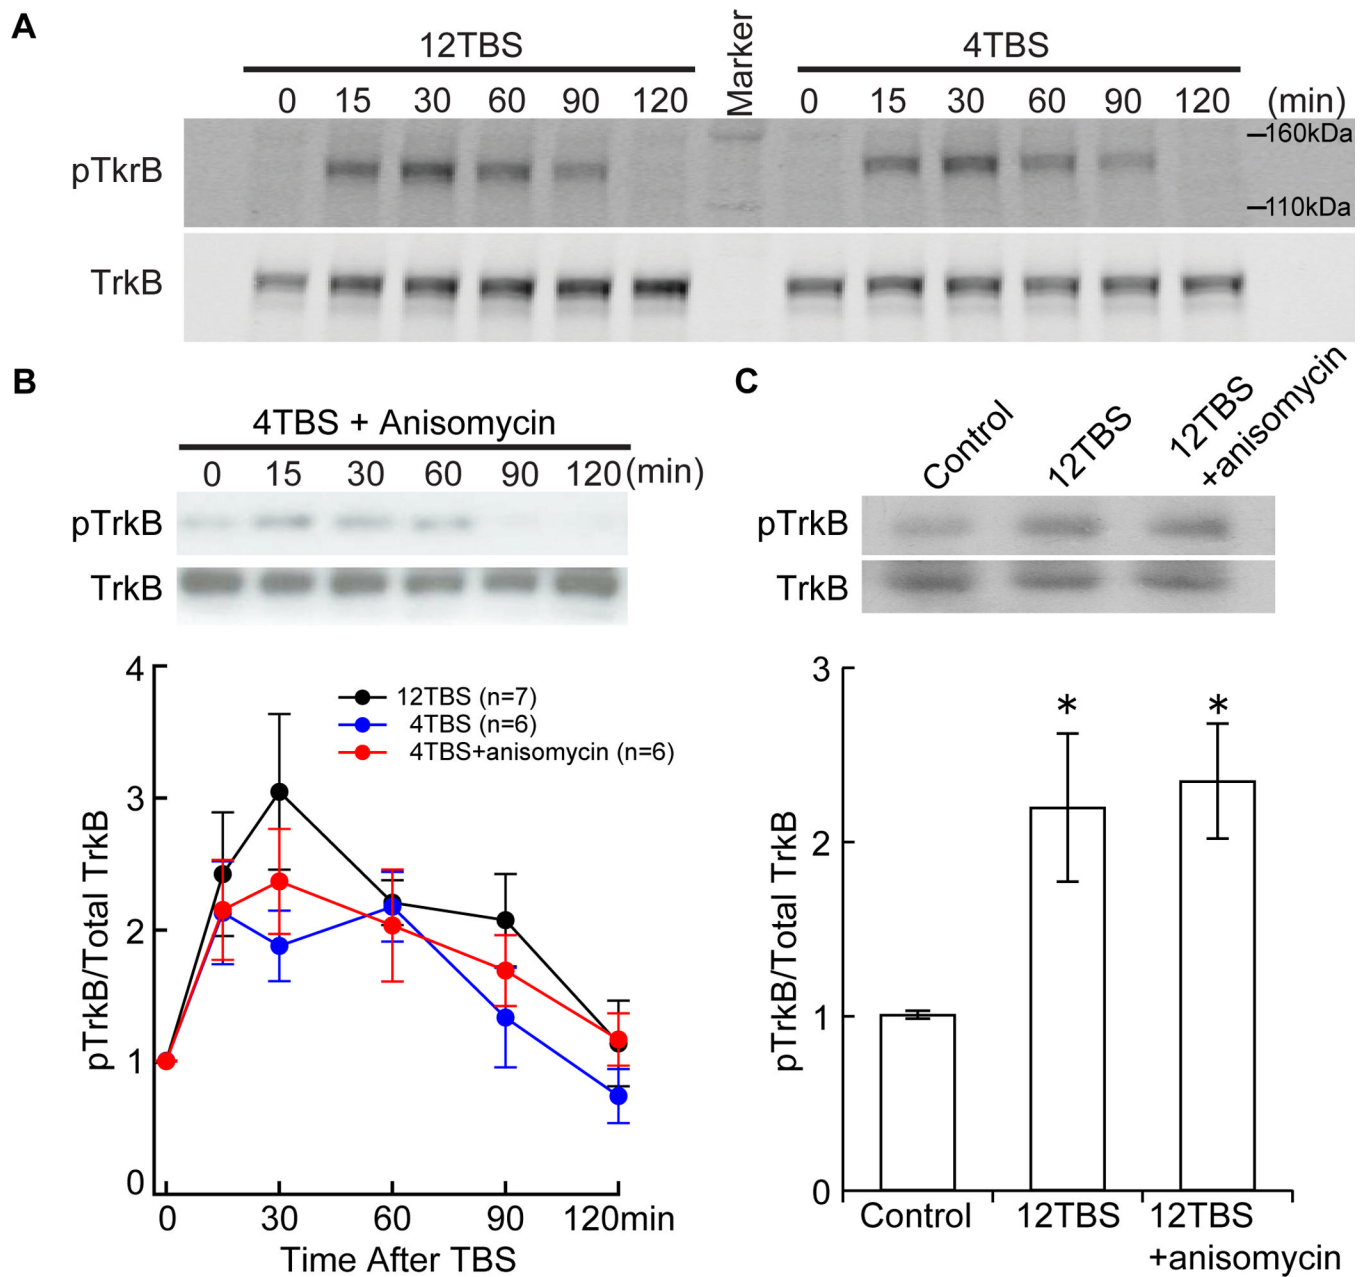 A
12TBS
Marker
4TBS
0 15 30 60 90 120 0 15 30 60 90 120 (min)
pTkrB
160kDa
110kDa
TrkB
B
4TBS + Anisomycin
0 15 30 60 90 120 (min)
pTrkB
TrkB
4
3
2
1
0
pTrkB/Total TrkB
12TBS (n=7)
4TBS (n=6)
4TBS+anisomycin (n=6)
0 30 60 90 120min
Time After TBS
C
Control
12TBS
12TBS
+anisomycin
pTrkB
TrkB
3
2
1
0
pTrkB/Total TrkB
* *
Control 12TBS 12TBS
+anisomycin